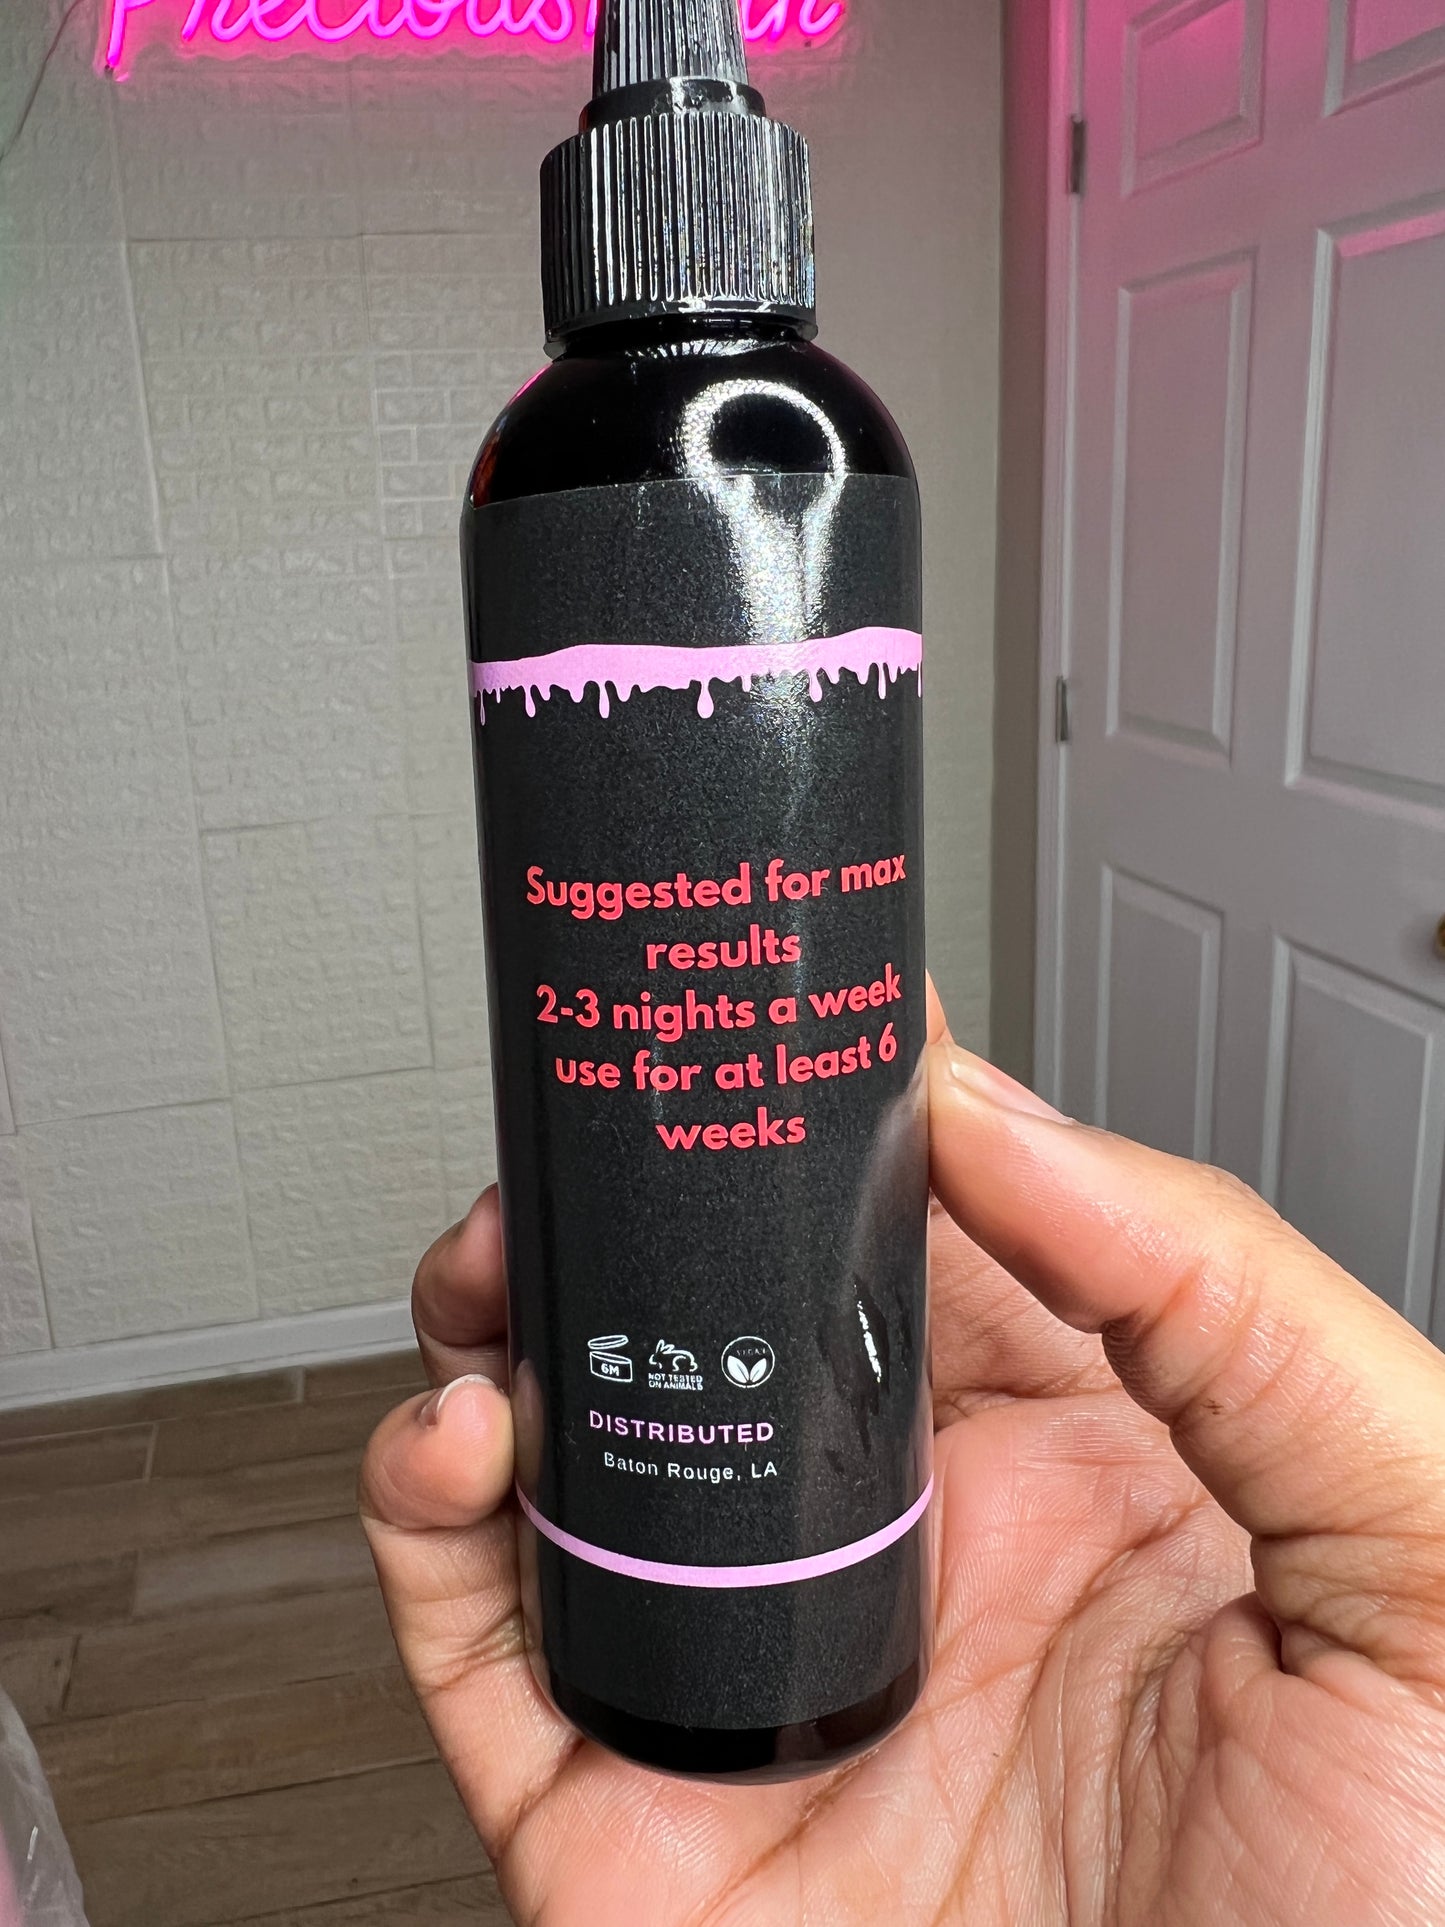 Suggested for max
results
2-3 nights a week
use for at least 6
weeks
6M
NOT TESTED
ON ANIMALS
VEGAN
DISTRIBUTED
Baton Rouge, LA